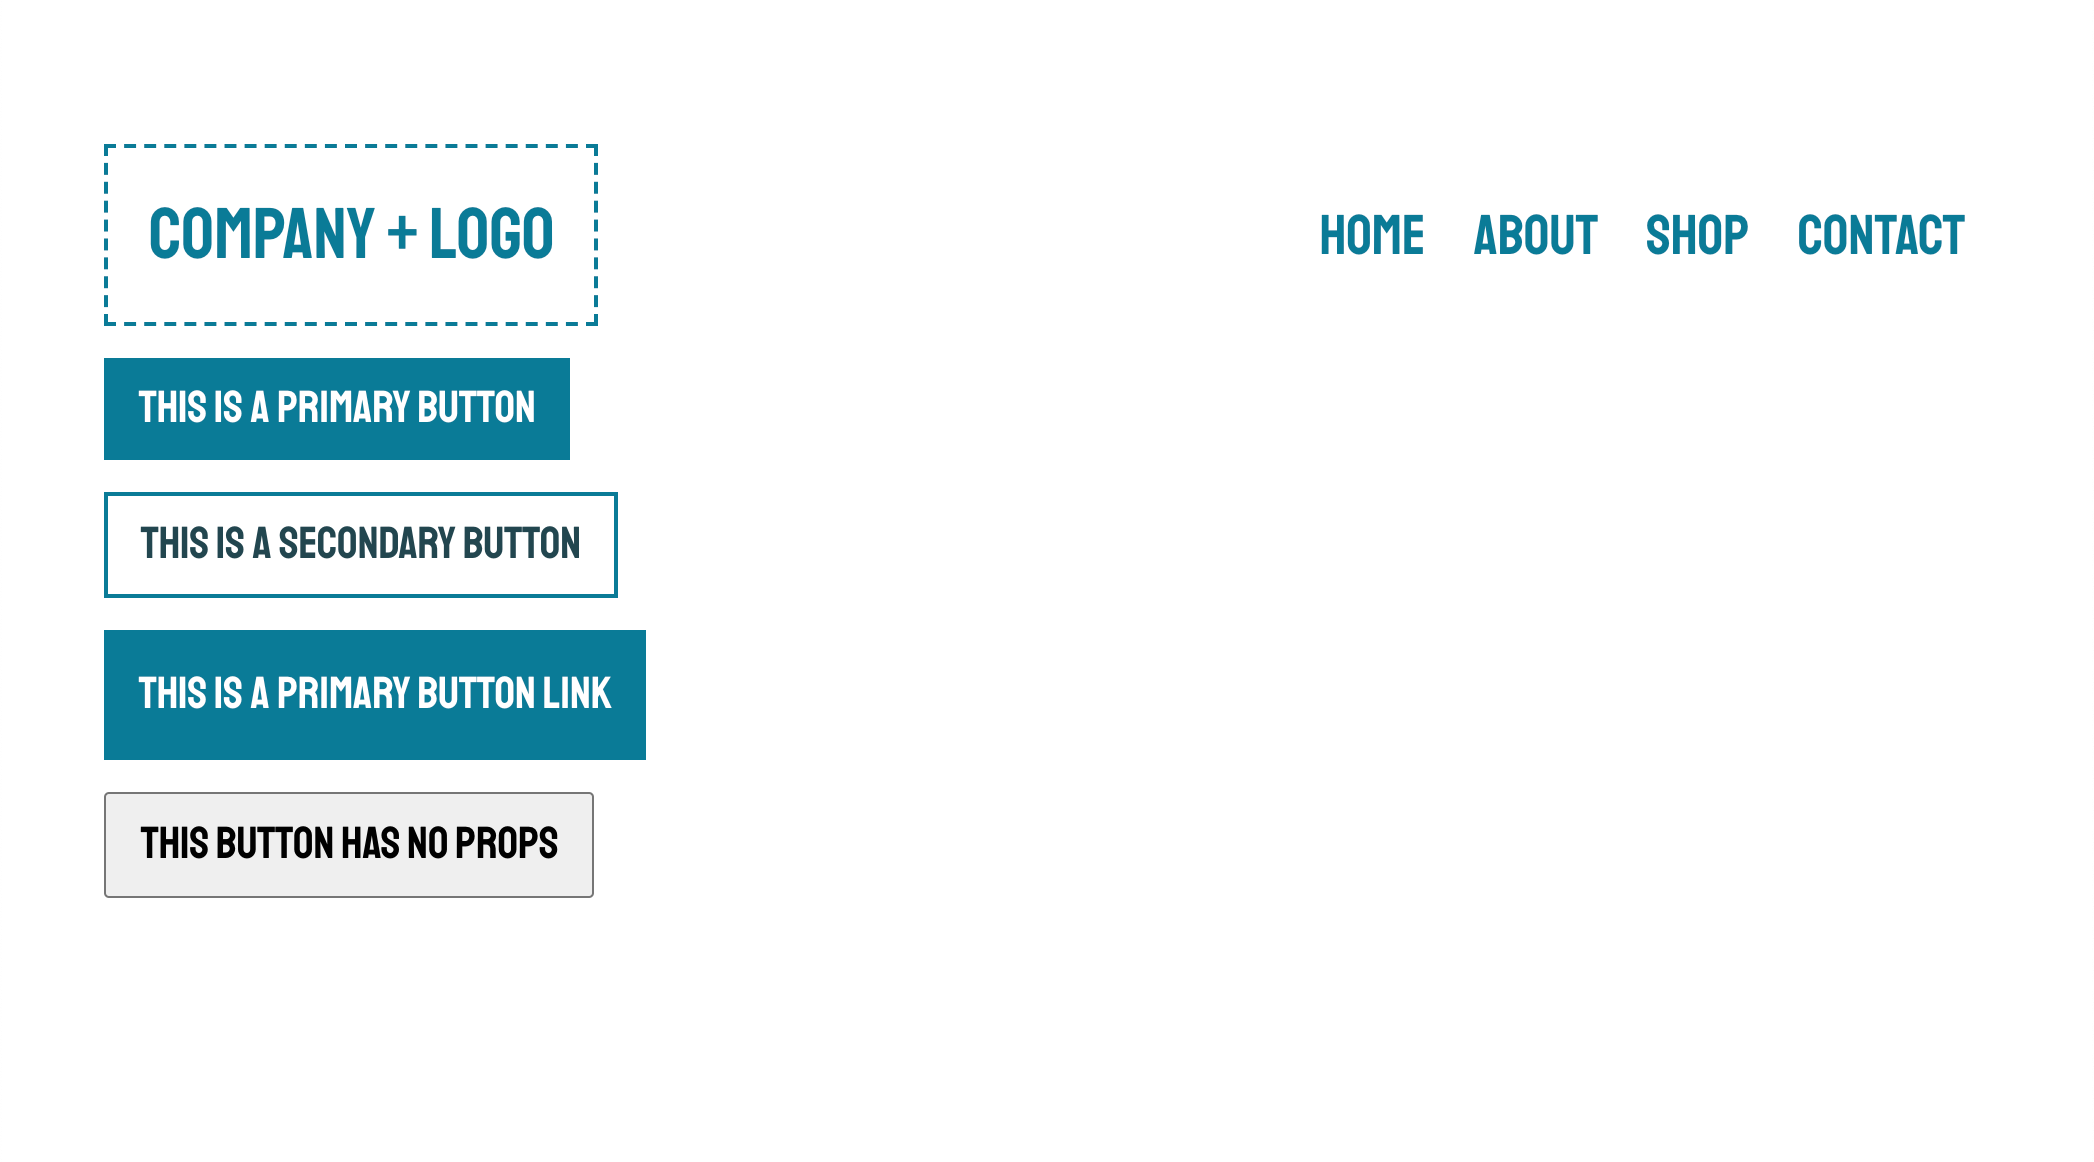 COMPANY + LOGO
HOME ABOUT SHOP CONTACT
THIS IS A PRIMARY BUTTON
THIS IS A SECONDARY BUTTON
THIS IS A PRIMARY BUTTON LINK
THIS BUTTON HAS NO PROPS